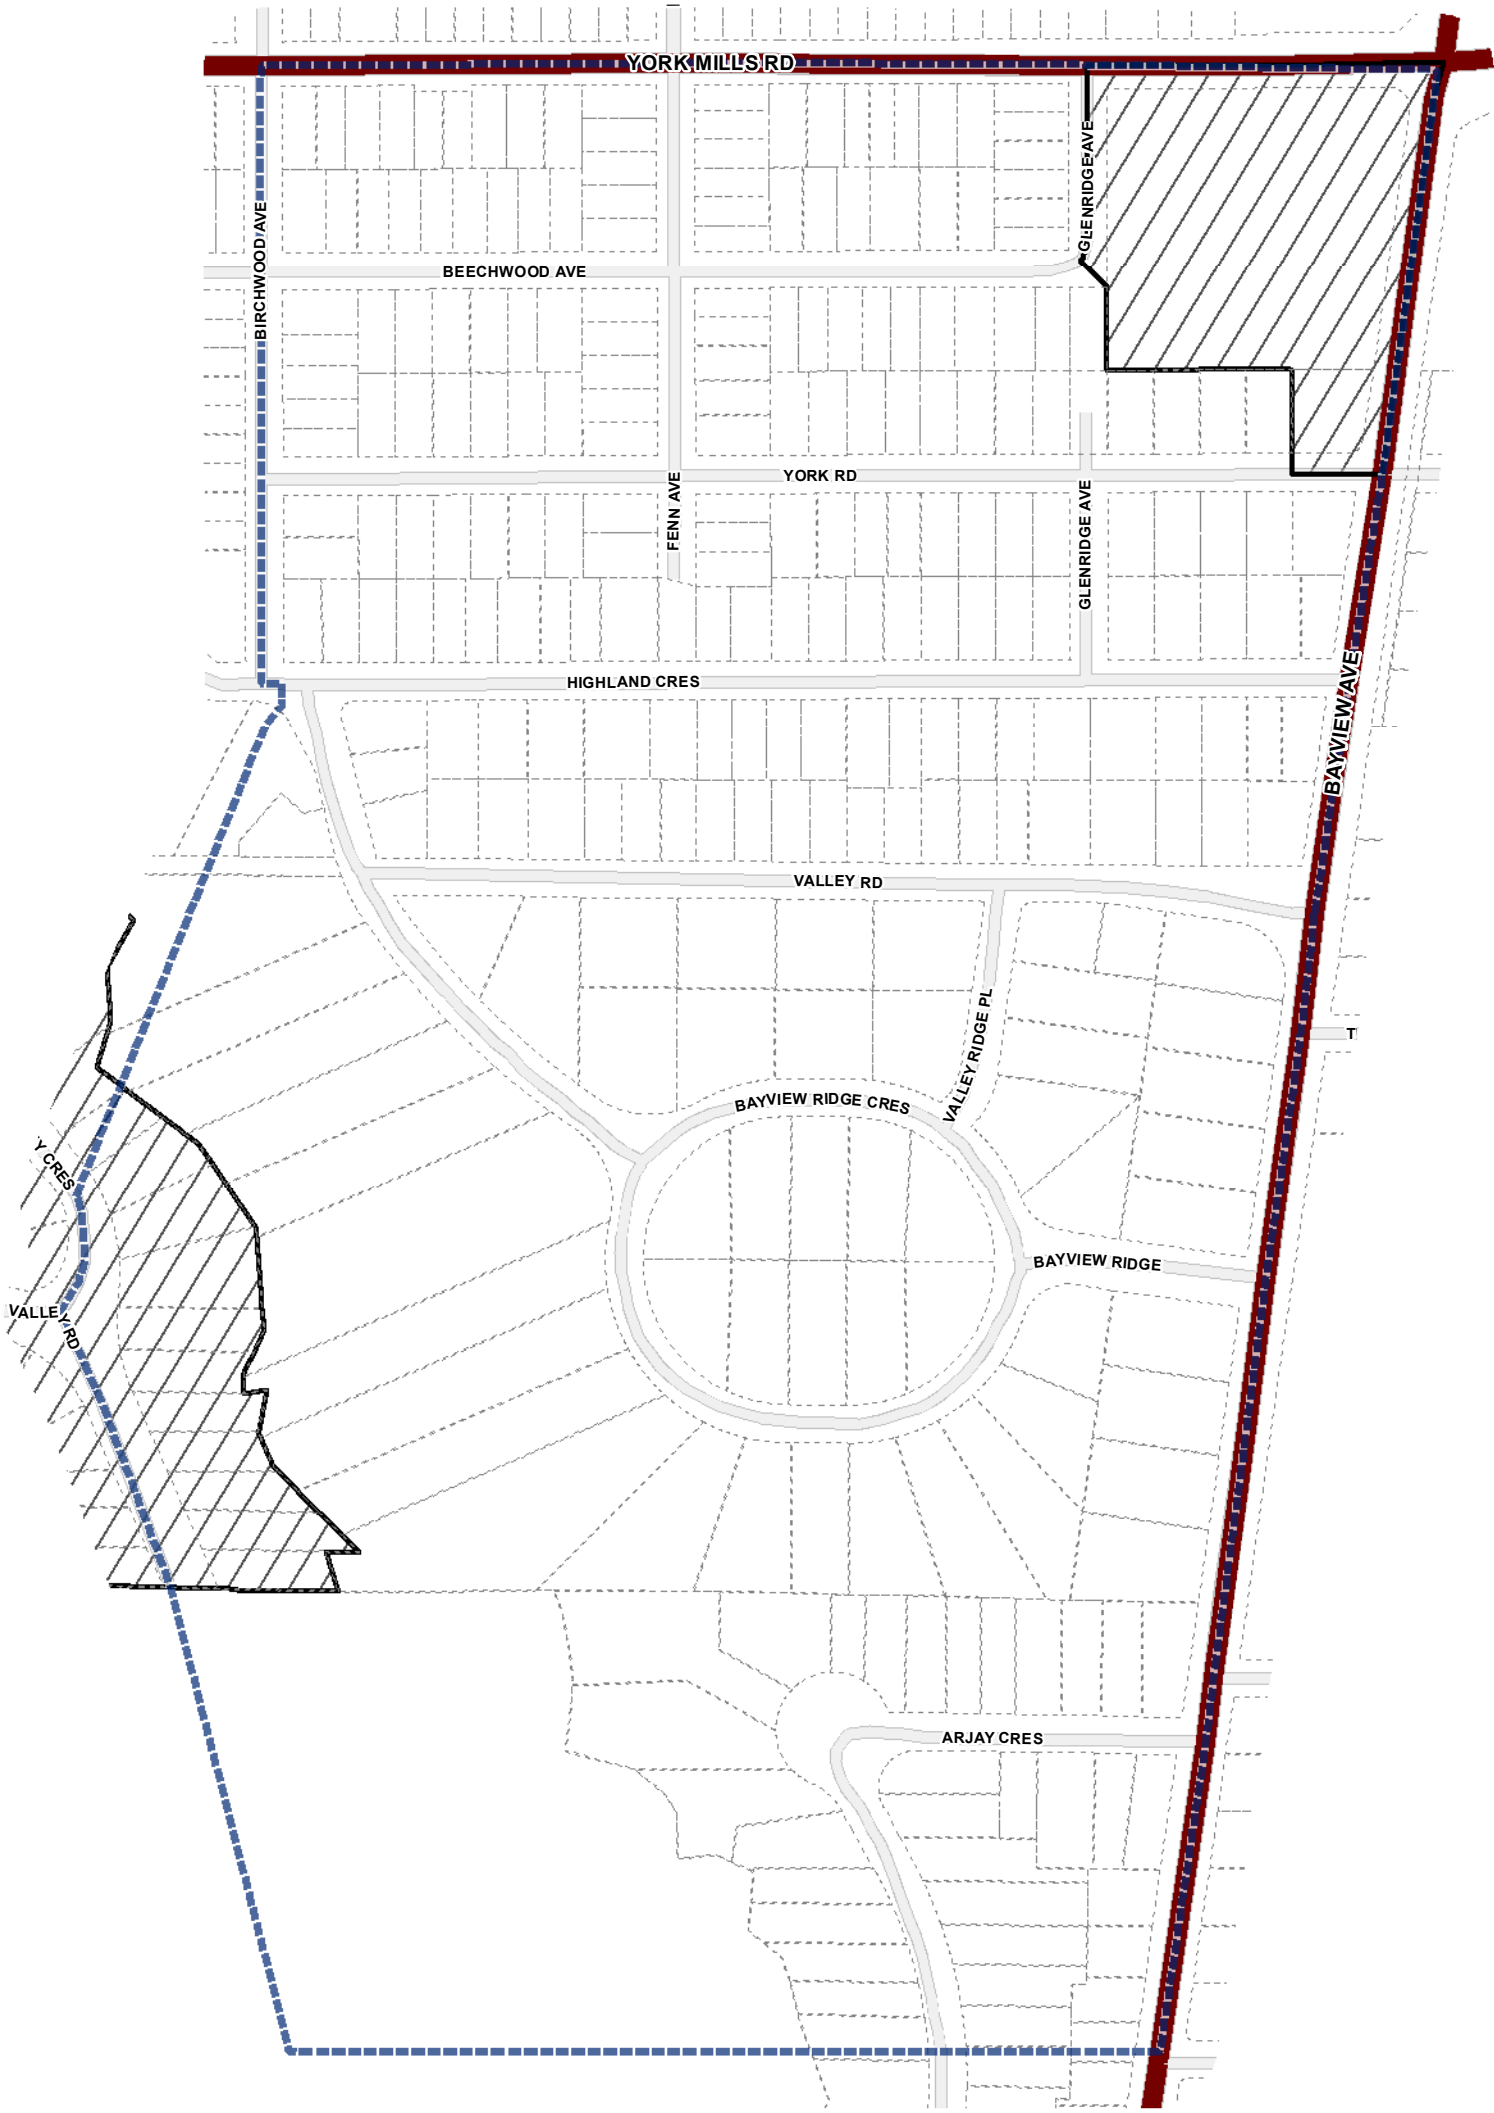 YORK MILLS RD
GLENRIDGE AVE
BIRCHWOOD AVE
BEECHWOOD AVE
YORK RD
FENN AVE
GLENRIDGE AVE
HIGHLAND CRES
BAYVIEW AVE
VALLEY RD
VALLEY RIDGE PL
T
BAYVIEW RIDGE CRES
Y CRES
BAYVIEW RIDGE
VALLEY RD
ARJAY CRES